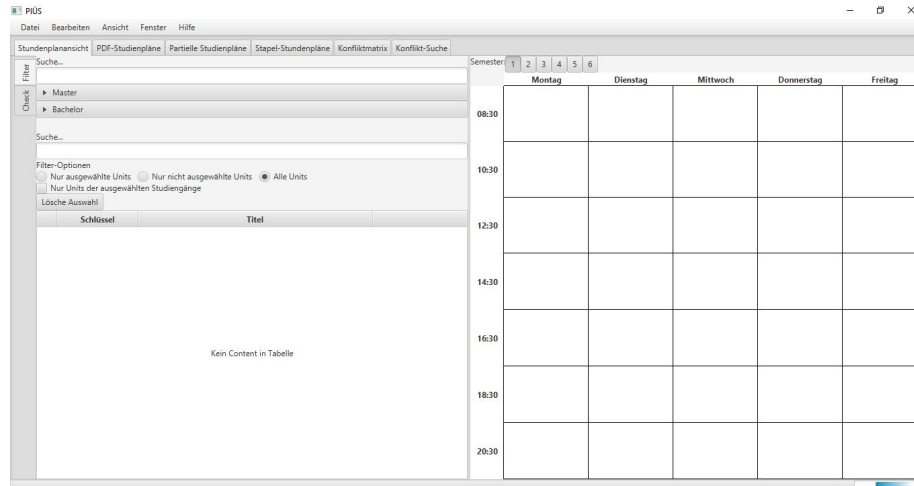 PlÜS
Datei Bearbeiten Ansicht Fenster Hilfe
Stundenplanansicht PDF-Studienpläne Partielle Studienpläne Stapel-Stundenpläne Konfliktmatrix Konflikt-Suche
Filter
Check
Suche...
Master
Bachelor
Suche...
Filter-Optionen
Nur ausgewählte Units Nur nicht ausgewählte Units Alle Units
Nur Units der ausgewählten Studiengänge
Lösche Auswahl
Schlüssel Titel
Kein Content in Tabelle
Semester: 1 2 3 4 5 6
Montag Dienstag Mittwoch Donnerstag Freitag
08:30
10:30
12:30
14:30
16:30
18:30
20:30